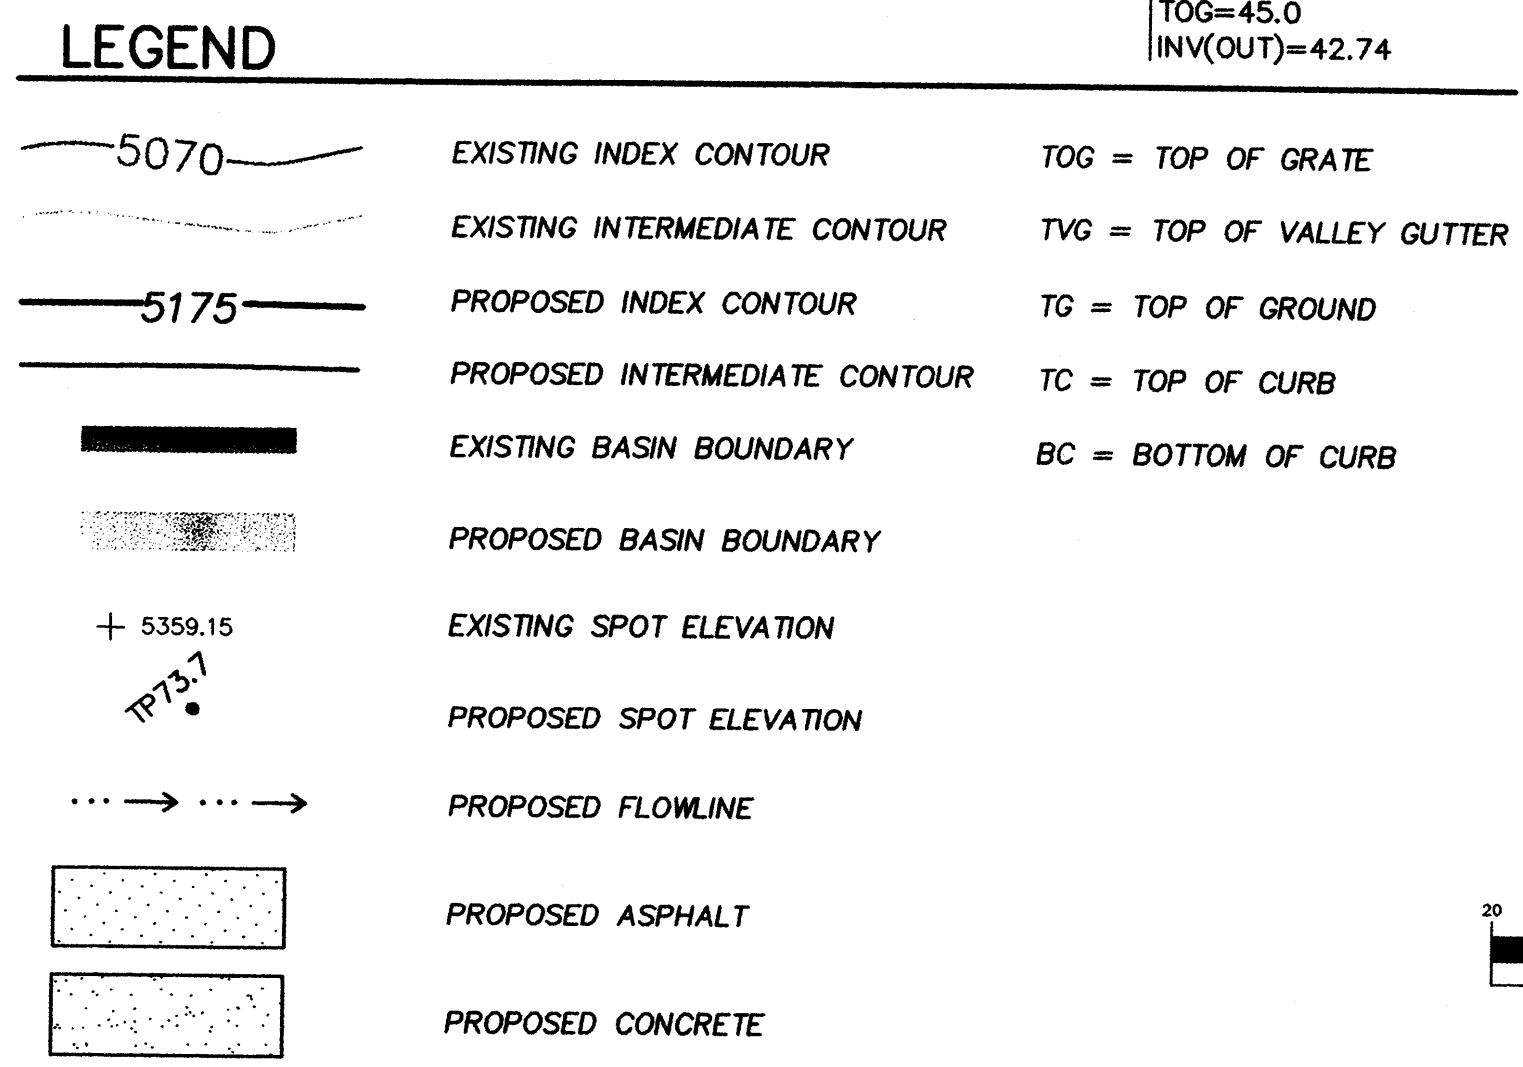 TOG=45.0
INV(OUT)=42.74
LEGEND
5070 EXISTING INDEX CONTOUR TOG = TOP OF GRATE
EXISTING INTERMEDIATE CONTOUR TVG = TOP OF VALLEY GUTTER
5175 PROPOSED INDEX CONTOUR TG = TOP OF GROUND
PROPOSED INTERMEDIATE CONTOUR TC = TOP OF CURB
EXISTING BASIN BOUNDARY BC = BOTTOM OF CURB
PROPOSED BASIN BOUNDARY
5359.15 EXISTING SPOT ELEVATION
TP73.7 PROPOSED SPOT ELEVATION
PROPOSED FLOWLINE
PROPOSED ASPHALT
20
PROPOSED CONCRETE